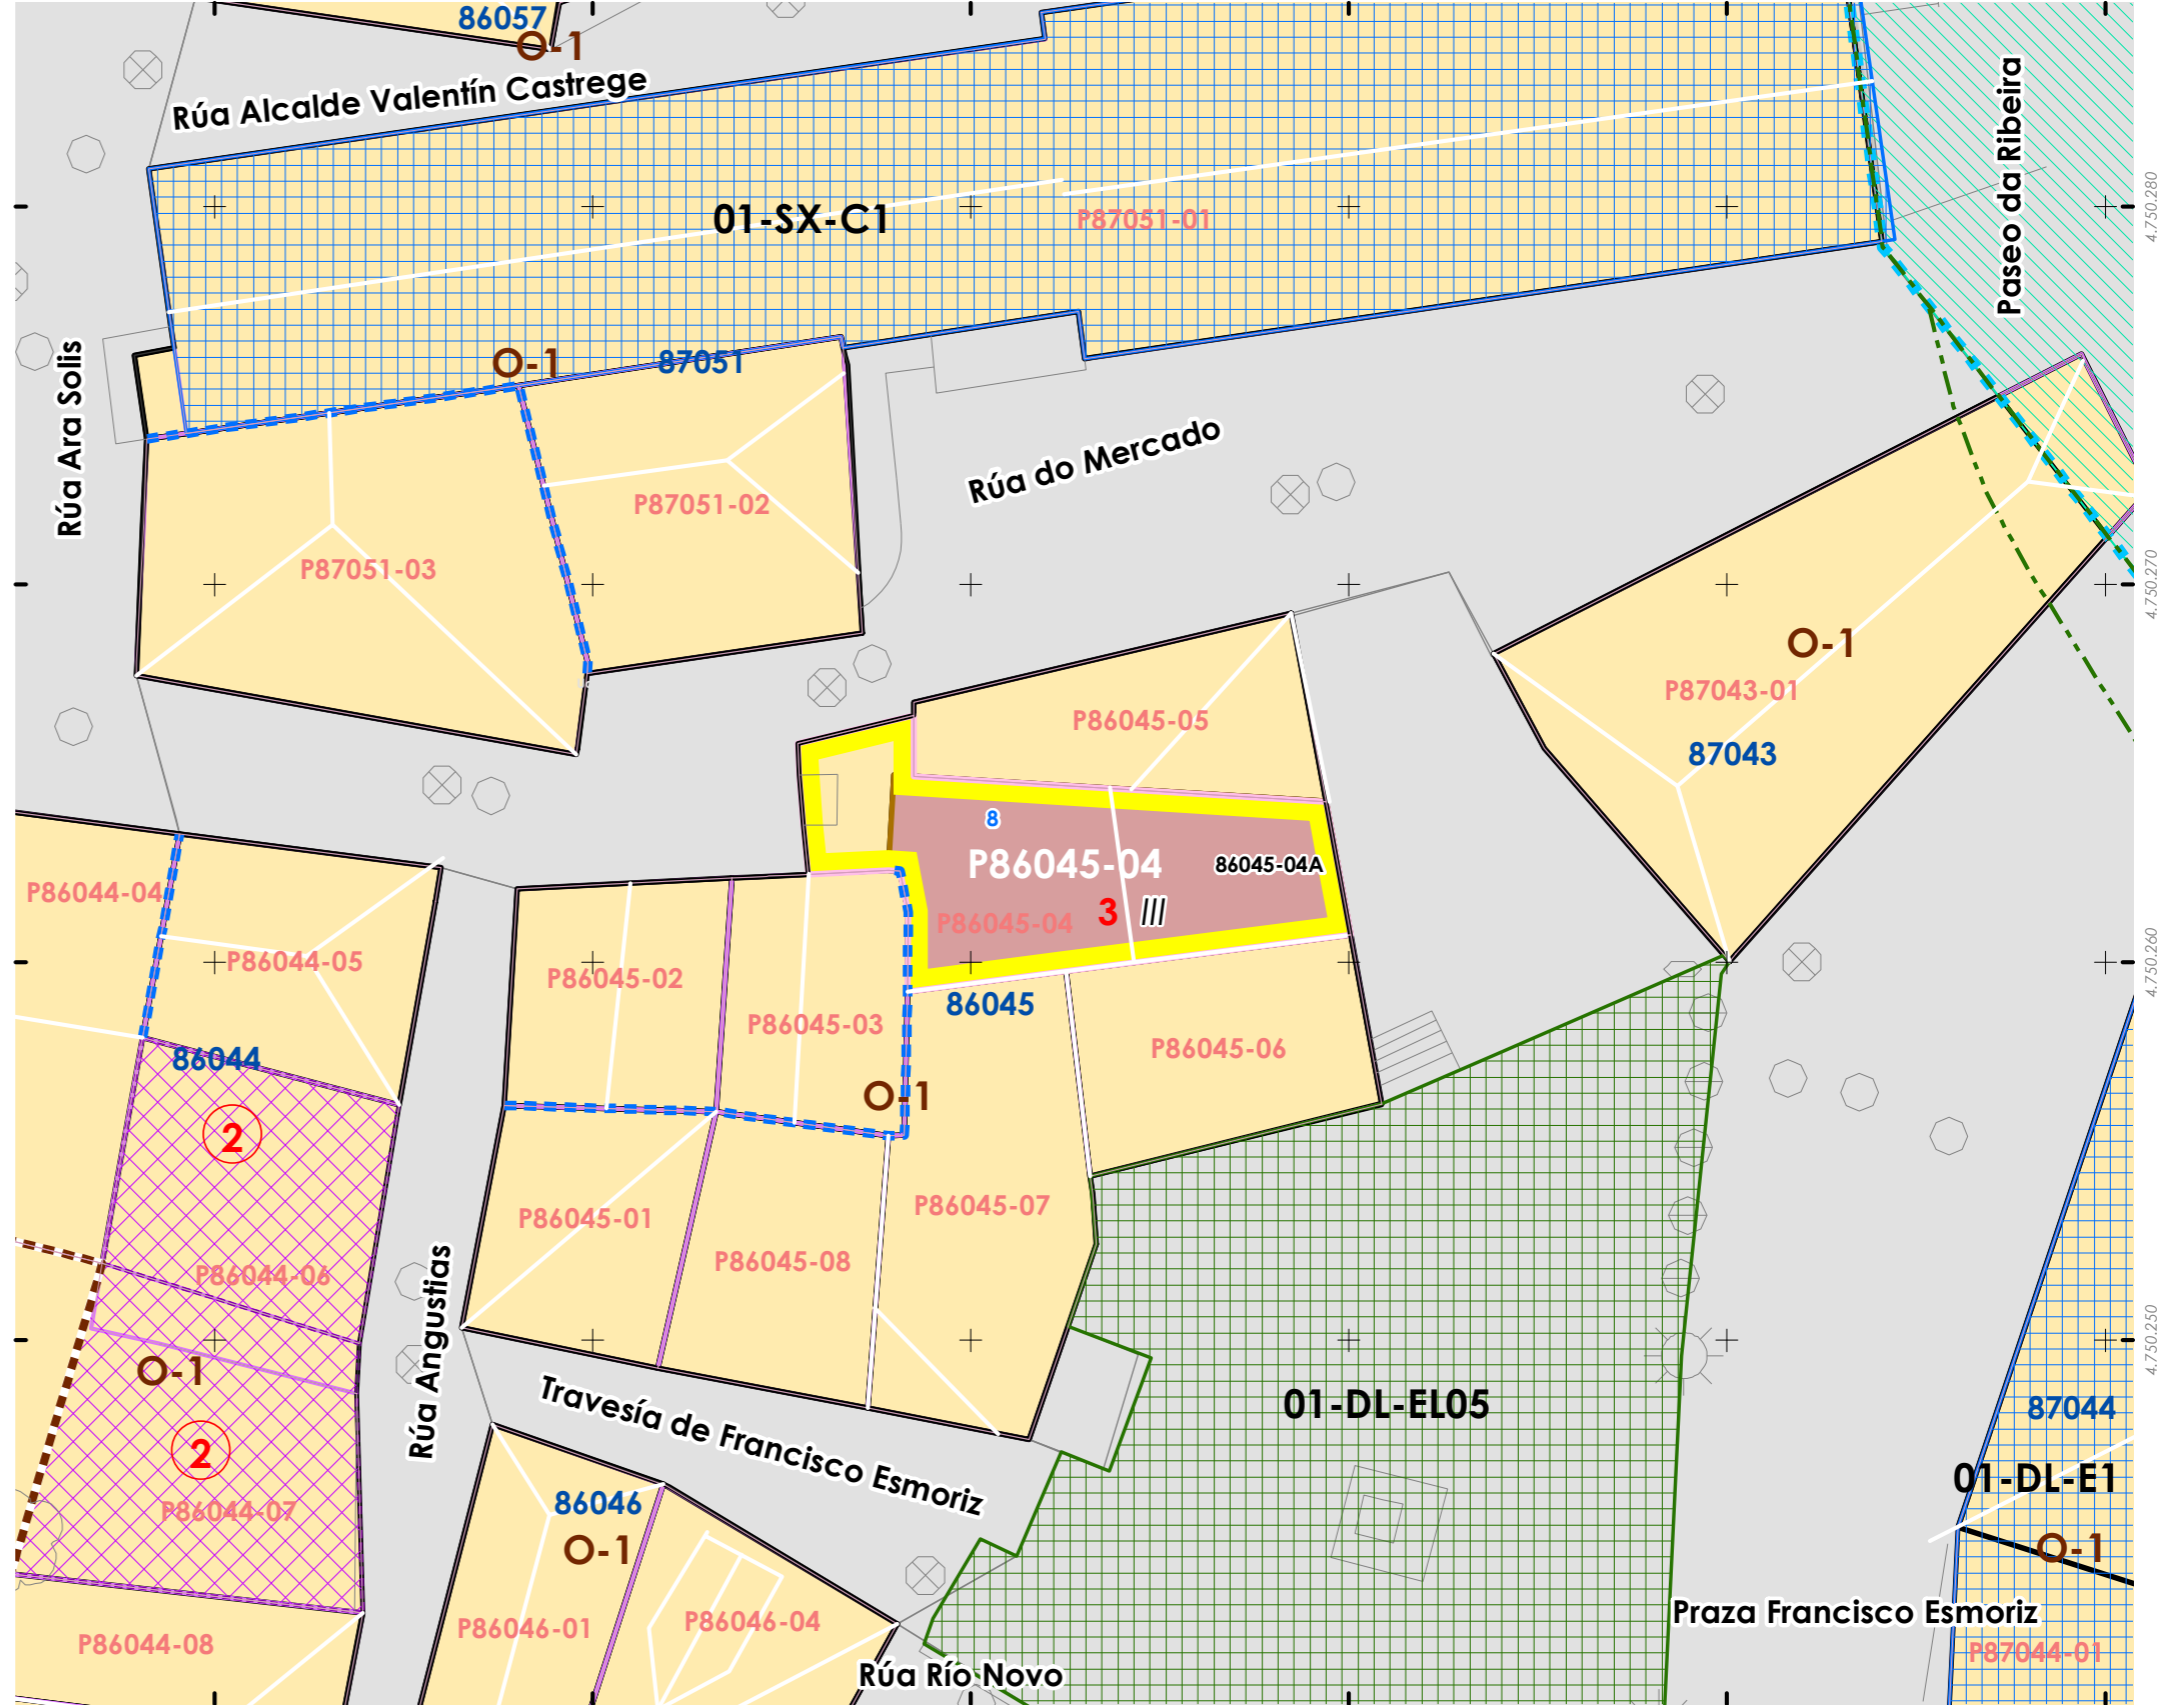 86057
O-1
Rúa Alcalde Valentín Castrege
Paseo da Ribeira
01-SX-C1
P87051-01
4.750.280
O-1
87051
Rúa Ara Solis
Rúa do Mercado
P87051-02
P87051-03
4.750.270
O-1
P87043-01
87043
P86045-05
8
P86045-04
86045-04A
P86045-04
3
III
P86044-04
P86044-05
P86045-02
P86045-03
86045
4.750.260
P86045-06
86044
O-1
2
P86045-01
P86045-07
P86045-08
P86044-06
Rúa Angustias
4.750.250
O-1
Travesía de Francisco Esmoriz
01-DL-EL05
87044
2
P86044-07
86046
01-DL-E1
O-1
O-1
P86046-01
P86046-04
Praza Francisco Esmoriz
P86044-08
P87044-01
Rúa Río Novo